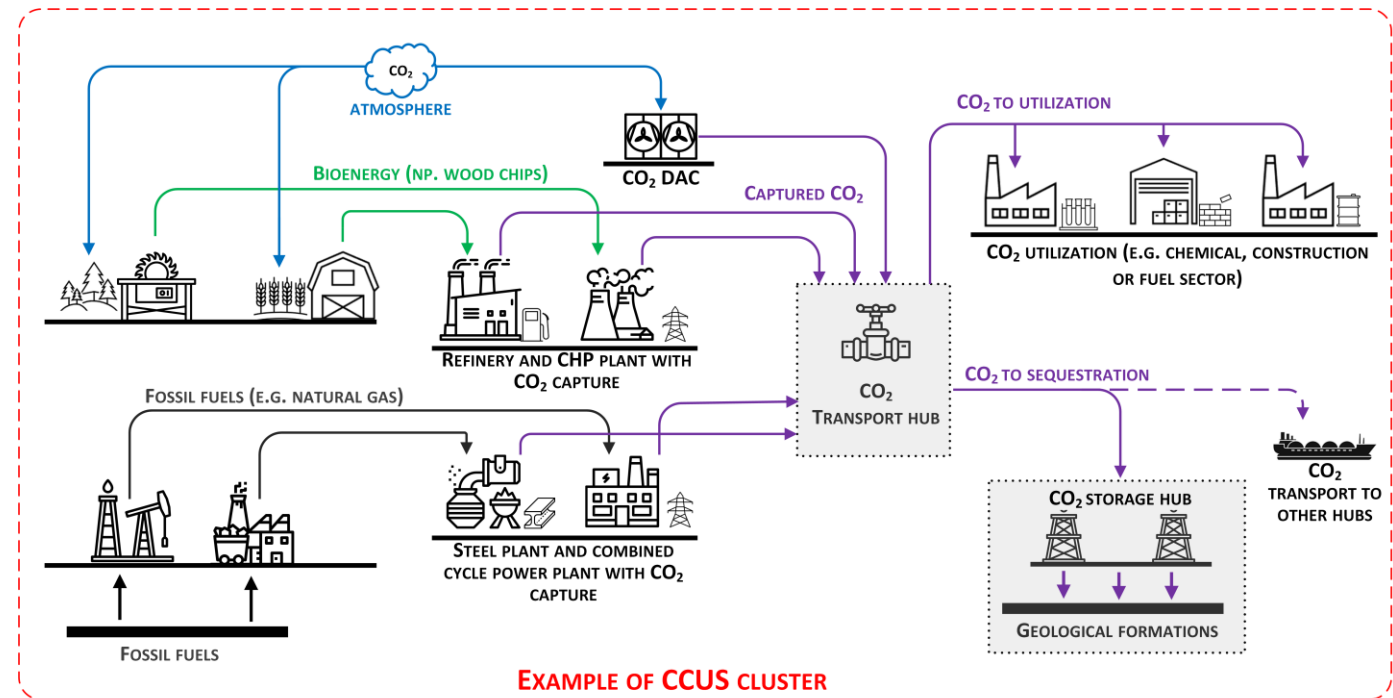 CO₂
ATMOSPHERE
CO₂ TO UTILIZATION
BIOENERGY (NP. WOOD CHIPS)
CO₂ DAC
CAPTURED CO₂
CO₂ UTILIZATION (E.G. CHEMICAL, CONSTRUCTION
OR FUEL SECTOR)
REFINERY AND CHP PLANT WITH
CO₂ CAPTURE
CO₂
TRANSPORT HUB
CO₂ TO SEQUESTRATION
FOSSIL FUELS (E.G. NATURAL GAS)
CO₂
TRANSPORT TO
OTHER HUBS
CO₂ STORAGE HUB
STEEL PLANT AND COMBINED
CYCLE POWER PLANT WITH CO₂
CAPTURE
GEOLOGICAL FORMATIONS
FOSSIL FUELS
EXAMPLE OF CCUS CLUSTER